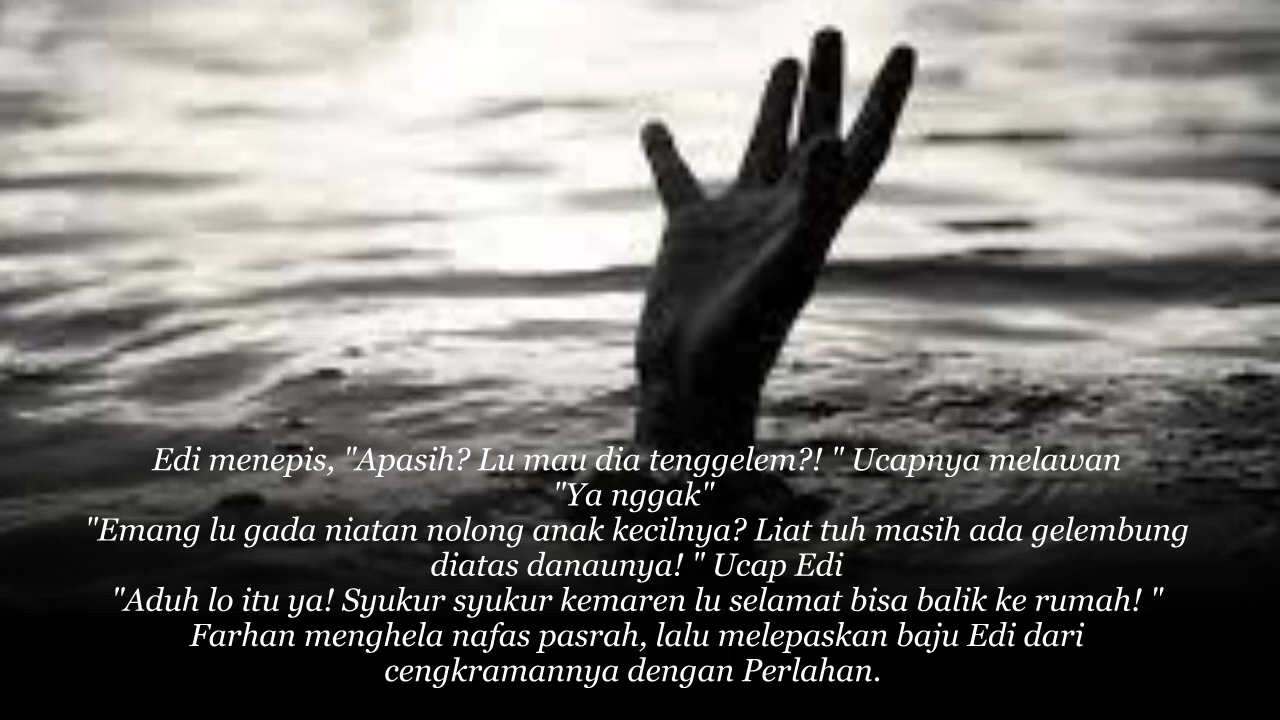 Edi menepis, "Apasih? Lu mau dia tenggelem?! " Ucapnya melawan
"Ya nggak"
"Emang lu gada niatan nolong anak kecilnya? Liat tuh masih ada gelembung
diatas danaunya! " Ucap Edi
"Aduh lo itu ya! Syukur syukur kemaren lu selamat bisa balik ke rumah! "
Farhan menghela nafas pasrah, lalu melepaskan baju Edi dari
cengkramannya dengan Perlahan.